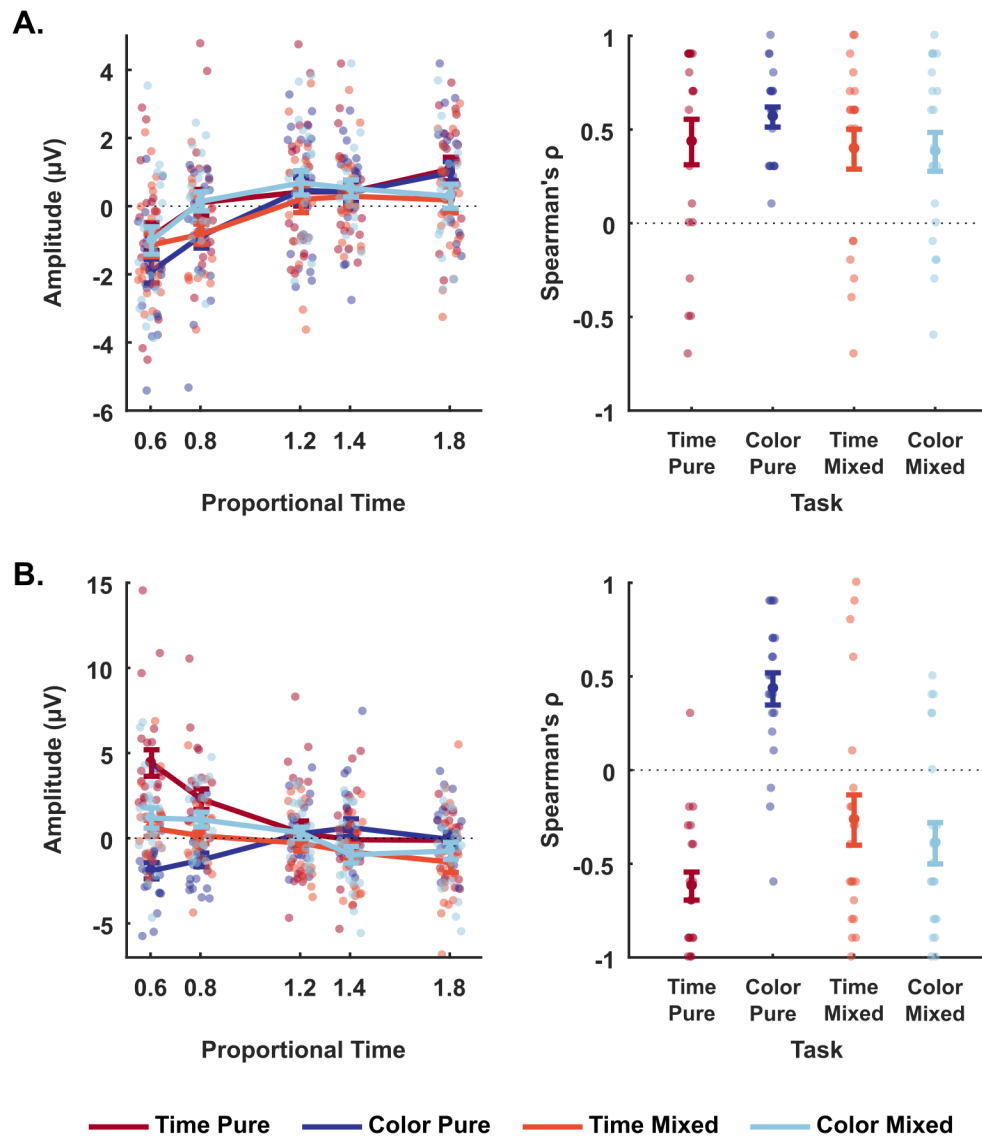 A.
Amplitude (µV)
4
2
0
-2
-4
-6
0.6 0.8 1.2 1.4 1.8
Proportional Time
Spearman's ρ
1
0.5
0
-0.5
-1
Time Color Time Color
Pure Pure Mixed Mixed
Task
B.
Amplitude (µV)
15
10
5
0
-5
0.6 0.8 1.2 1.4 1.8
Proportional Time
Spearman's ρ
1
0.5
0
-0.5
-1
Time Color Time Color
Pure Pure Mixed Mixed
Task
Time Pure Color Pure Time Mixed Color Mixed